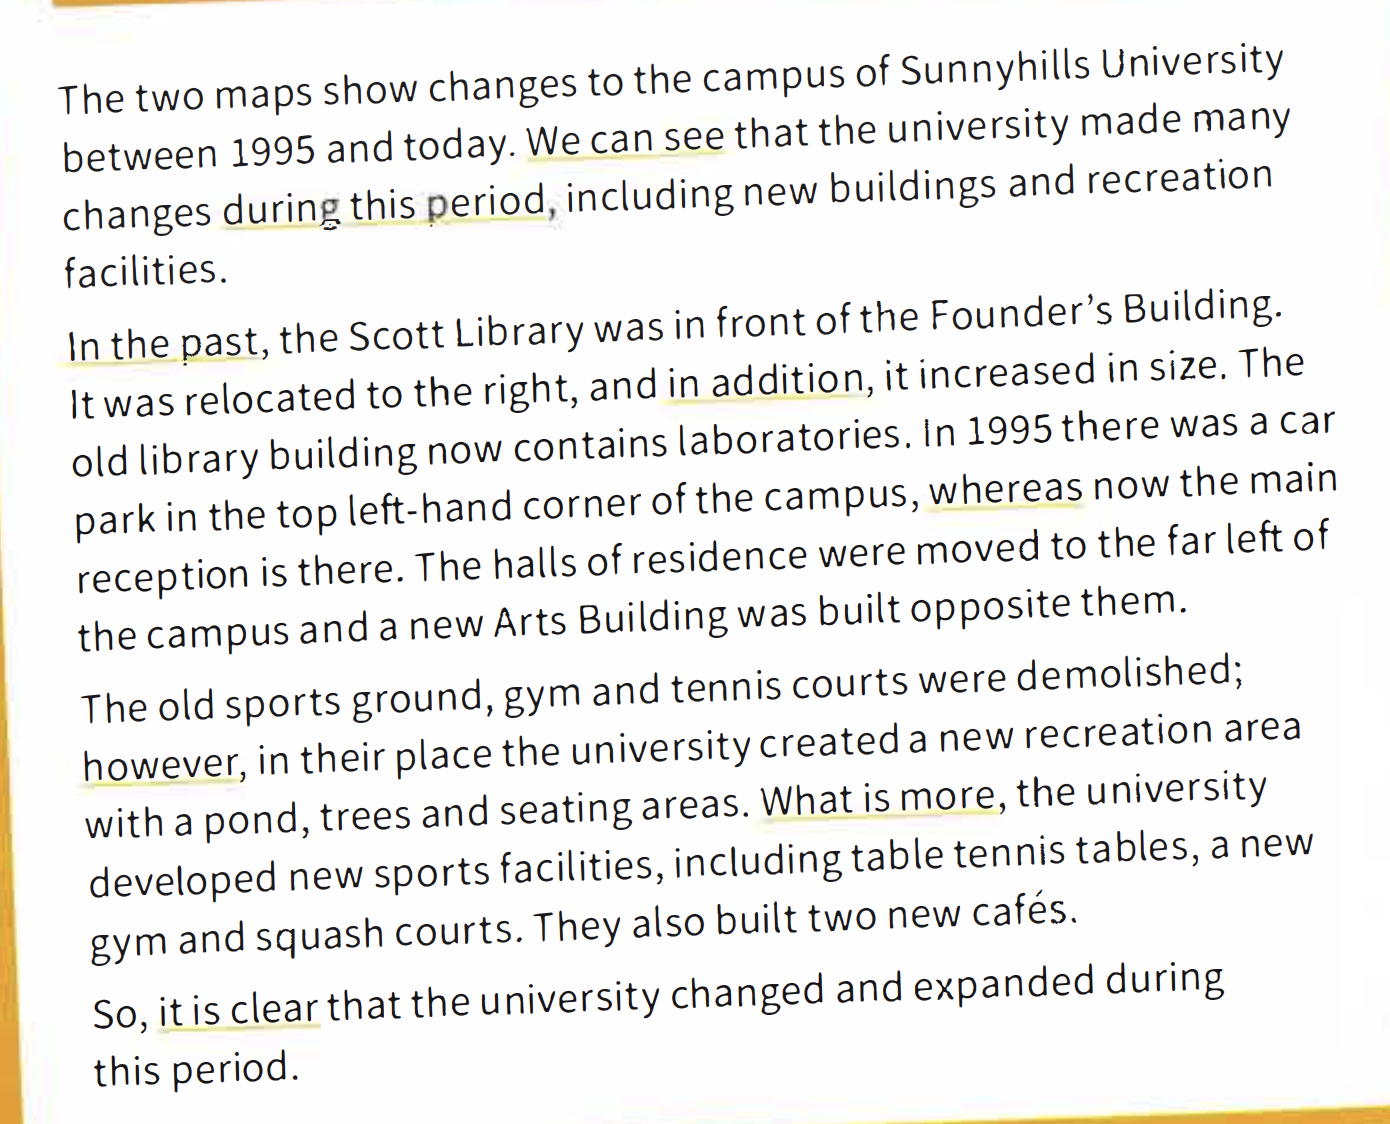 The two maps show changes to the campus of Sunnyhills University
between 1995 and today. We can see that the university made many
changes during this period, including new buildings and recreation
facilities.
In the past, the Scott Library was in front of the Founder’s Building.
It was relocated to the right, and in addition, it increased in size. The
old library building now contains laboratories. In 1995 there was a car
park in the top left-hand corner of the campus, whereas now the main
reception is there. The halls of residence were moved to the far left of
the campus and a new Arts Building was built opposite them.
The old sports ground, gym and tennis courts were demolished;
however, in their place the university created a new recreation area
with a pond, trees and seating areas. What is more, the university
developed new sports facilities, including table tennis tables, a new
gym and squash courts. They also built two new cafés.
So, it is clear that the university changed and expanded during
this period.